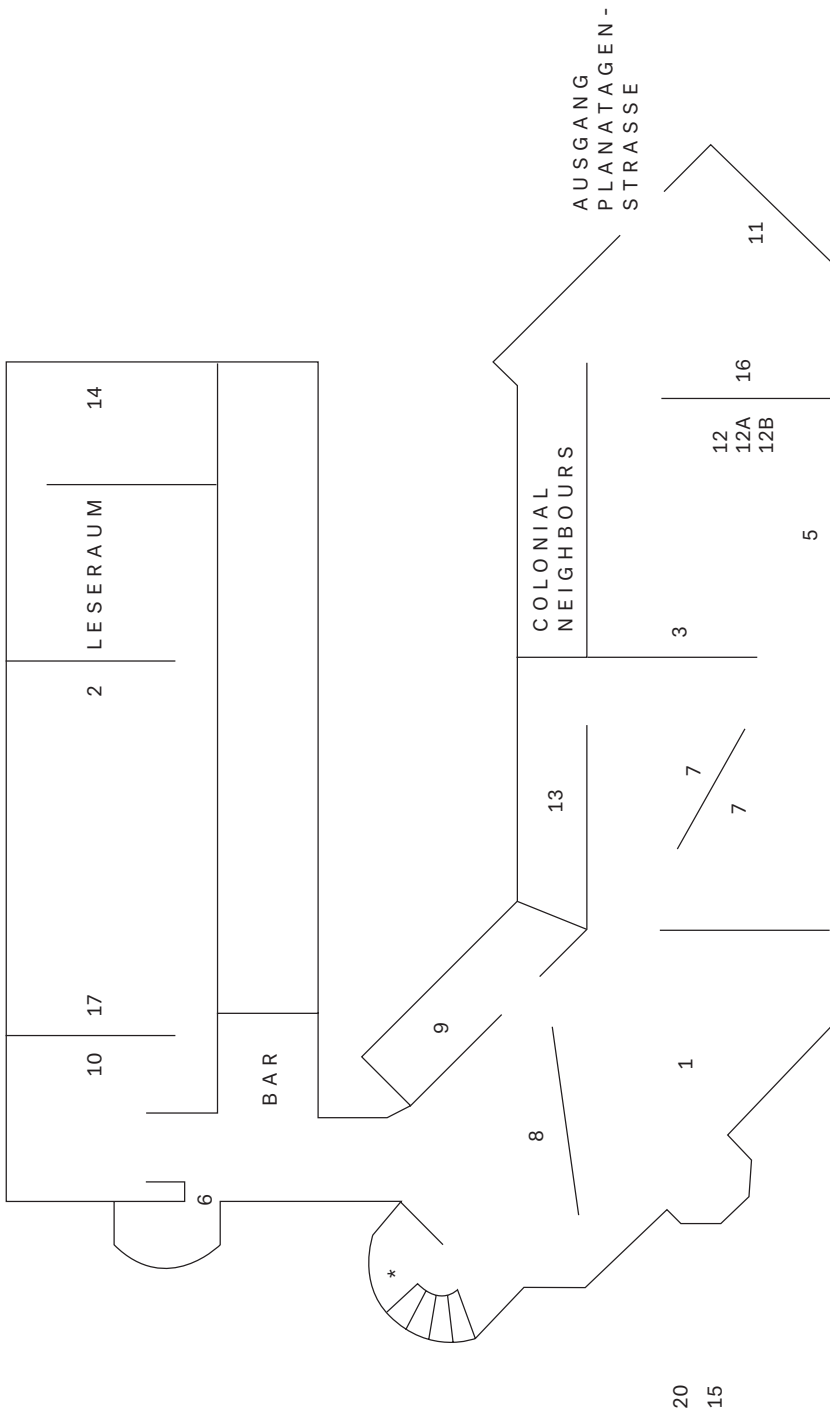 14
LESERAUM
2
17
10
6
BAR
*
9
8
13
COLONIAL
NEIGHBOURS
AUSGANG
PLANATAGEN-
STRASSE
11
16
12
12A
12B
5
3
7
7
1
20
15